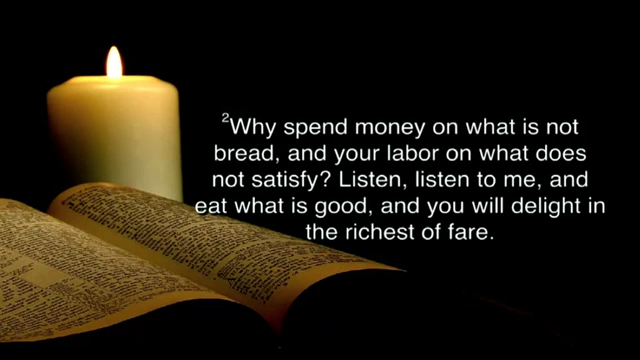 ²Why spend money on what is not
bread, and your labor on what does
not satisfy? Listen, listen to me, and
eat what is good, and you will delight in
the richest of fare.